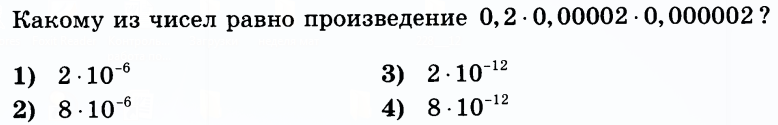 Какому из чисел равно произведение 0,2 · 0,00002 · 0,000002 ?
1) 2 · 10⁻⁶ 3) 2 · 10⁻¹²
2) 8 · 10⁻⁶ 4) 8 · 10⁻¹²